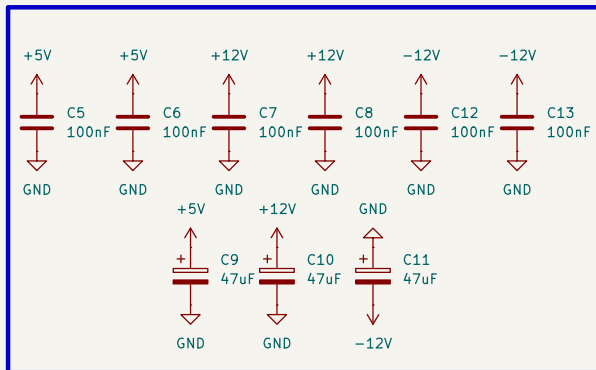 +5V +5V +12V +12V -12V -12V
C5 C6 C7 C8 C12 C13
100nF 100nF 100nF 100nF 100nF 100nF
GND GND GND GND GND GND
+5V +12V GND
+ C9 + C10 + C11
47uF 47uF 47uF
GND GND -12V